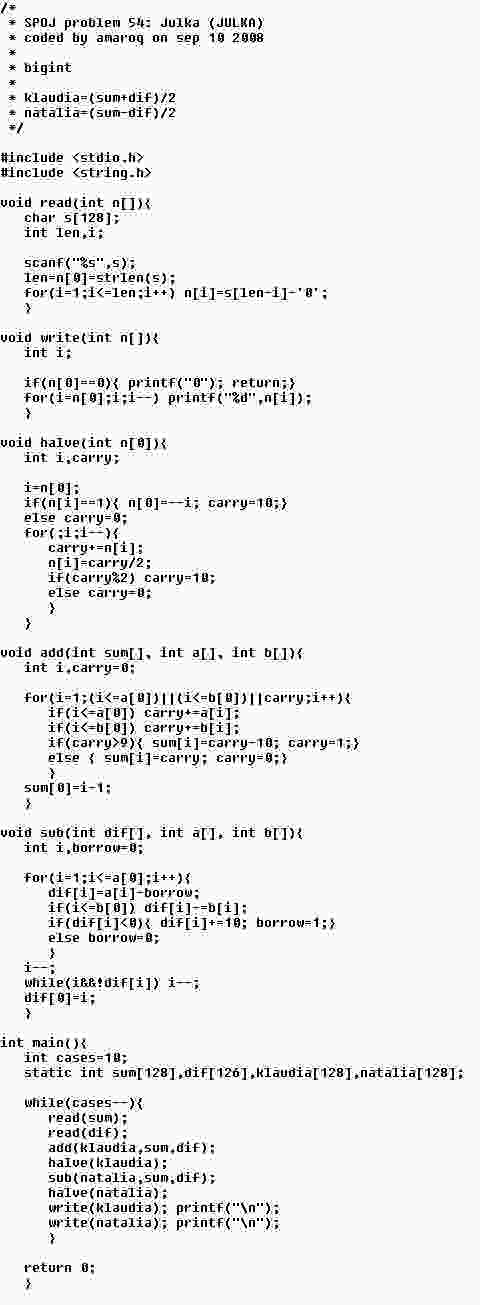 /*
 * SPOJ problem 54: Julka (JULKA)
 * coded by amaroq on sep 10 2008
 *
 * bigint
 *
 * klaudia=(sum+dif)/2
 * natalia=(sum-dif)/2
 */

#include <stdio.h>
#include <string.h>

void read(int n[]){
   char s[128];
   int len,i;

   scanf("%s",s);
   len=n[0]=strlen(s);
   for(i=1;i<=len;i++) n[i]=s[len-i]-'0';
   }

void write(int n[]){
   int i;

   if(n[0]==0){ printf("0"); return;}
   for(i=n[0];i;i--) printf("%d",n[i]);
   }

void halve(int n[0]){
   int i,carry;

   i=n[0];
   if(n[i]==1){ n[0]=--i; carry=10;}
   else carry=0;
   for(;i;i--){
      carry+=n[i];
      n[i]=carry/2;
      if(carry%2) carry=10;
      else carry=0;
      }
   }

void add(int sum[], int a[], int b[]){
   int i,carry=0;

   for(i=1;(i<=a[0])||(i<=b[0])||carry;i++){
      if(i<=a[0]) carry+=a[i];
      if(i<=b[0]) carry+=b[i];
      if(carry>9){ sum[i]=carry-10; carry=1;}
      else { sum[i]=carry; carry=0;}
      }
   sum[0]=i-1;
   }

void sub(int dif[], int a[], int b[]){
   int i,borrow=0;

   for(i=1;i<=a[0];i++){
      dif[i]=a[i]-borrow;
      if(i<=b[0]) dif[i]-=b[i];
      if(dif[i]<0){ dif[i]+=10; borrow=1;}
      else borrow=0;
      }
   i--;
   while(i&&!dif[i]) i--;
   dif[0]=i;
   }

int main(){
   int cases=10;
   static int sum[128],dif[126],klaudia[128],natalia[128];

   while(cases--){
      read(sum);
      read(dif);
      add(klaudia,sum,dif);
      halve(klaudia);
      sub(natalia,sum,dif);
      halve(natalia);
      write(klaudia); printf("\n");
      write(natalia); printf("\n");
      }

   return 0;
   }